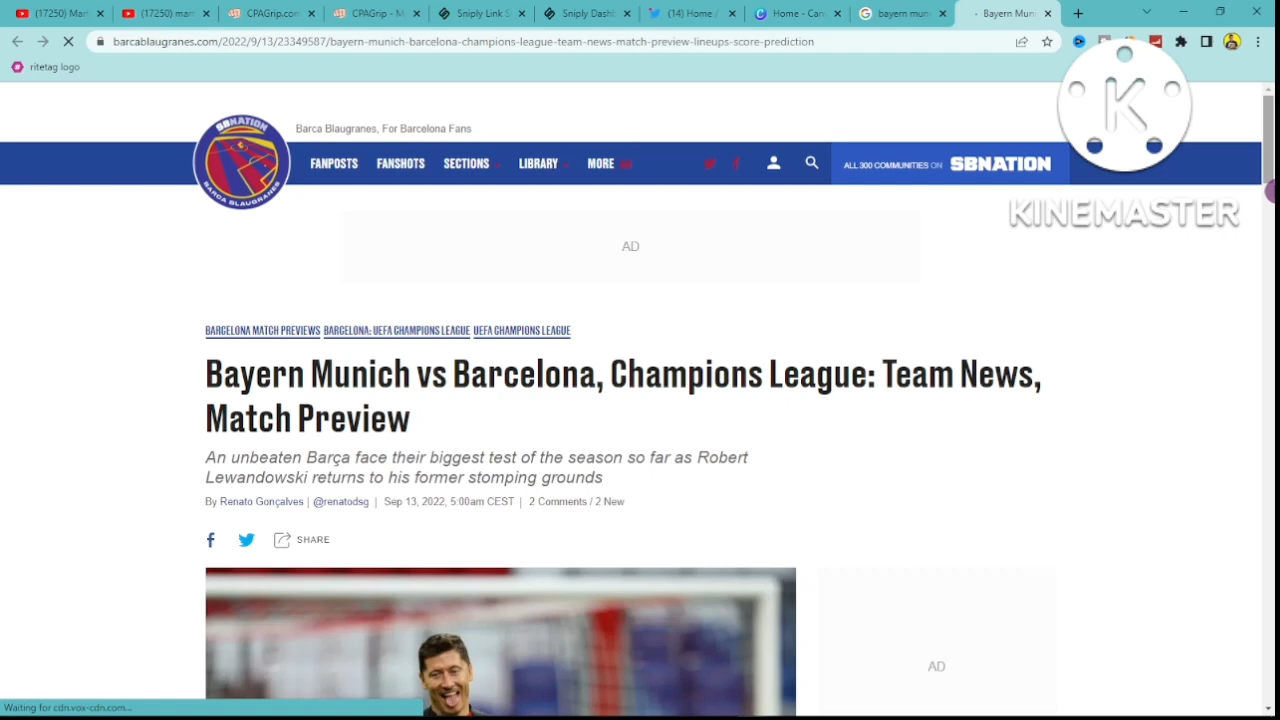 (17250) Mar
(17250) mar
CPAGrip.com
CPAGrip - M
Sniply Link S
Sniply Dash
(14) Home /
Home - Can
bayern mun
Bayern Muni
barcablaugranes.com/2022/9/13/23349587/bayern-munich-barcelona-champions-league-team-news-match-preview-lineups-score-prediction
ritetag logo
K
KINEMASTER
SBNATION
BARCA BLAUGRANES
Barca Blaugranes, For Barcelona Fans
FANPOSTS FANSHOTS SECTIONS LIBRARY MORE
ALL 300 COMMUNITIES ON SBNATION
AD
BARCELONA MATCH PREVIEWS BARCELONA: UEFA CHAMPIONS LEAGUE UEFA CHAMPIONS LEAGUE
Bayern Munich vs Barcelona, Champions League: Team News,
Match Preview
An unbeaten Barça face their biggest test of the season so far as Robert
Lewandowski returns to his former stomping grounds
By Renato Gonçalves | @renatodsg | Sep 13, 2022, 5:00am CEST | 2 Comments / 2 New
SHARE
AD
Waiting for cdn.vox-cdn.com...